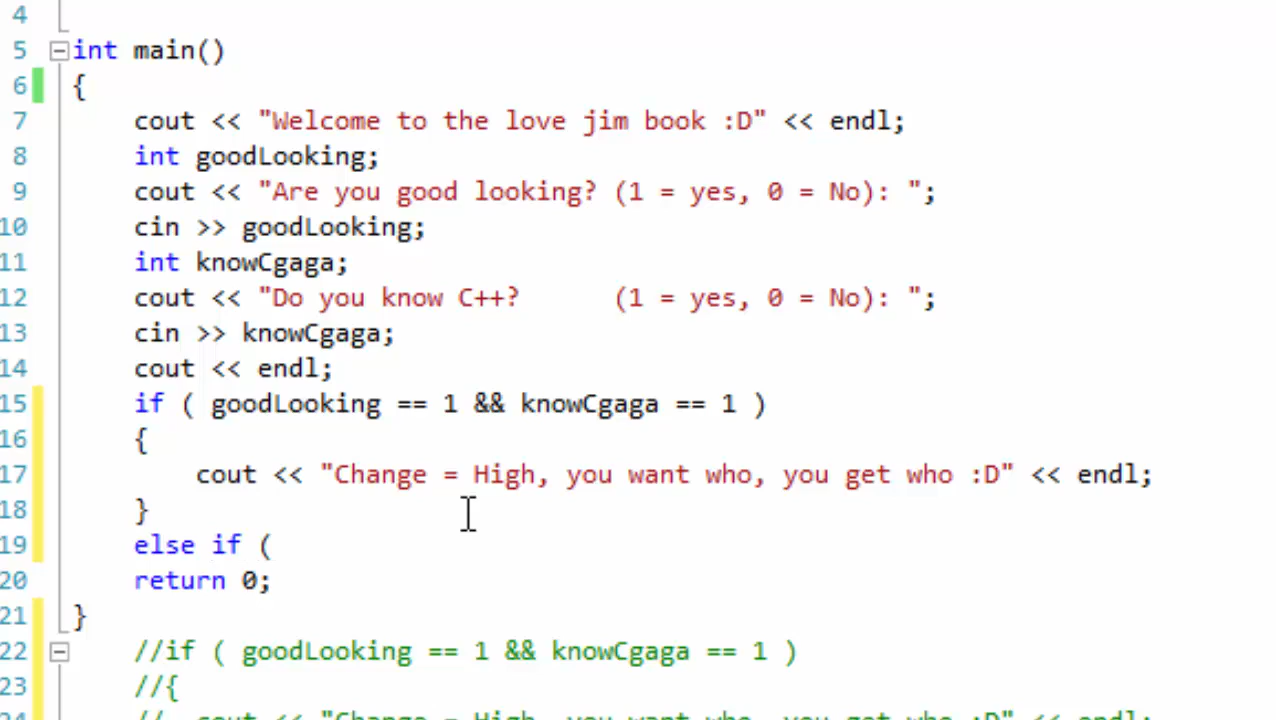 4
5 int main()
6 {
7 cout << "Welcome to the love jim book :D" << endl;
8 int goodLooking;
9 cout << "Are you good looking? (1 = yes, 0 = No): ";
10 cin >> goodLooking;
11 int knowCgaga;
12 cout << "Do you know C++?      (1 = yes, 0 = No): ";
13 cin >> knowCgaga;
14 cout << endl;
15 if ( goodLooking == 1 && knowCgaga == 1 )
16 {
17 cout << "Change = High, you want who, you get who :D" << endl;
18 }
19 else if (
20 return 0;
21 }
22 //if ( goodLooking == 1 && knowCgaga == 1 )
23 //{
24 //  cout << "Change = High, you want who, you get who :D" << endl;